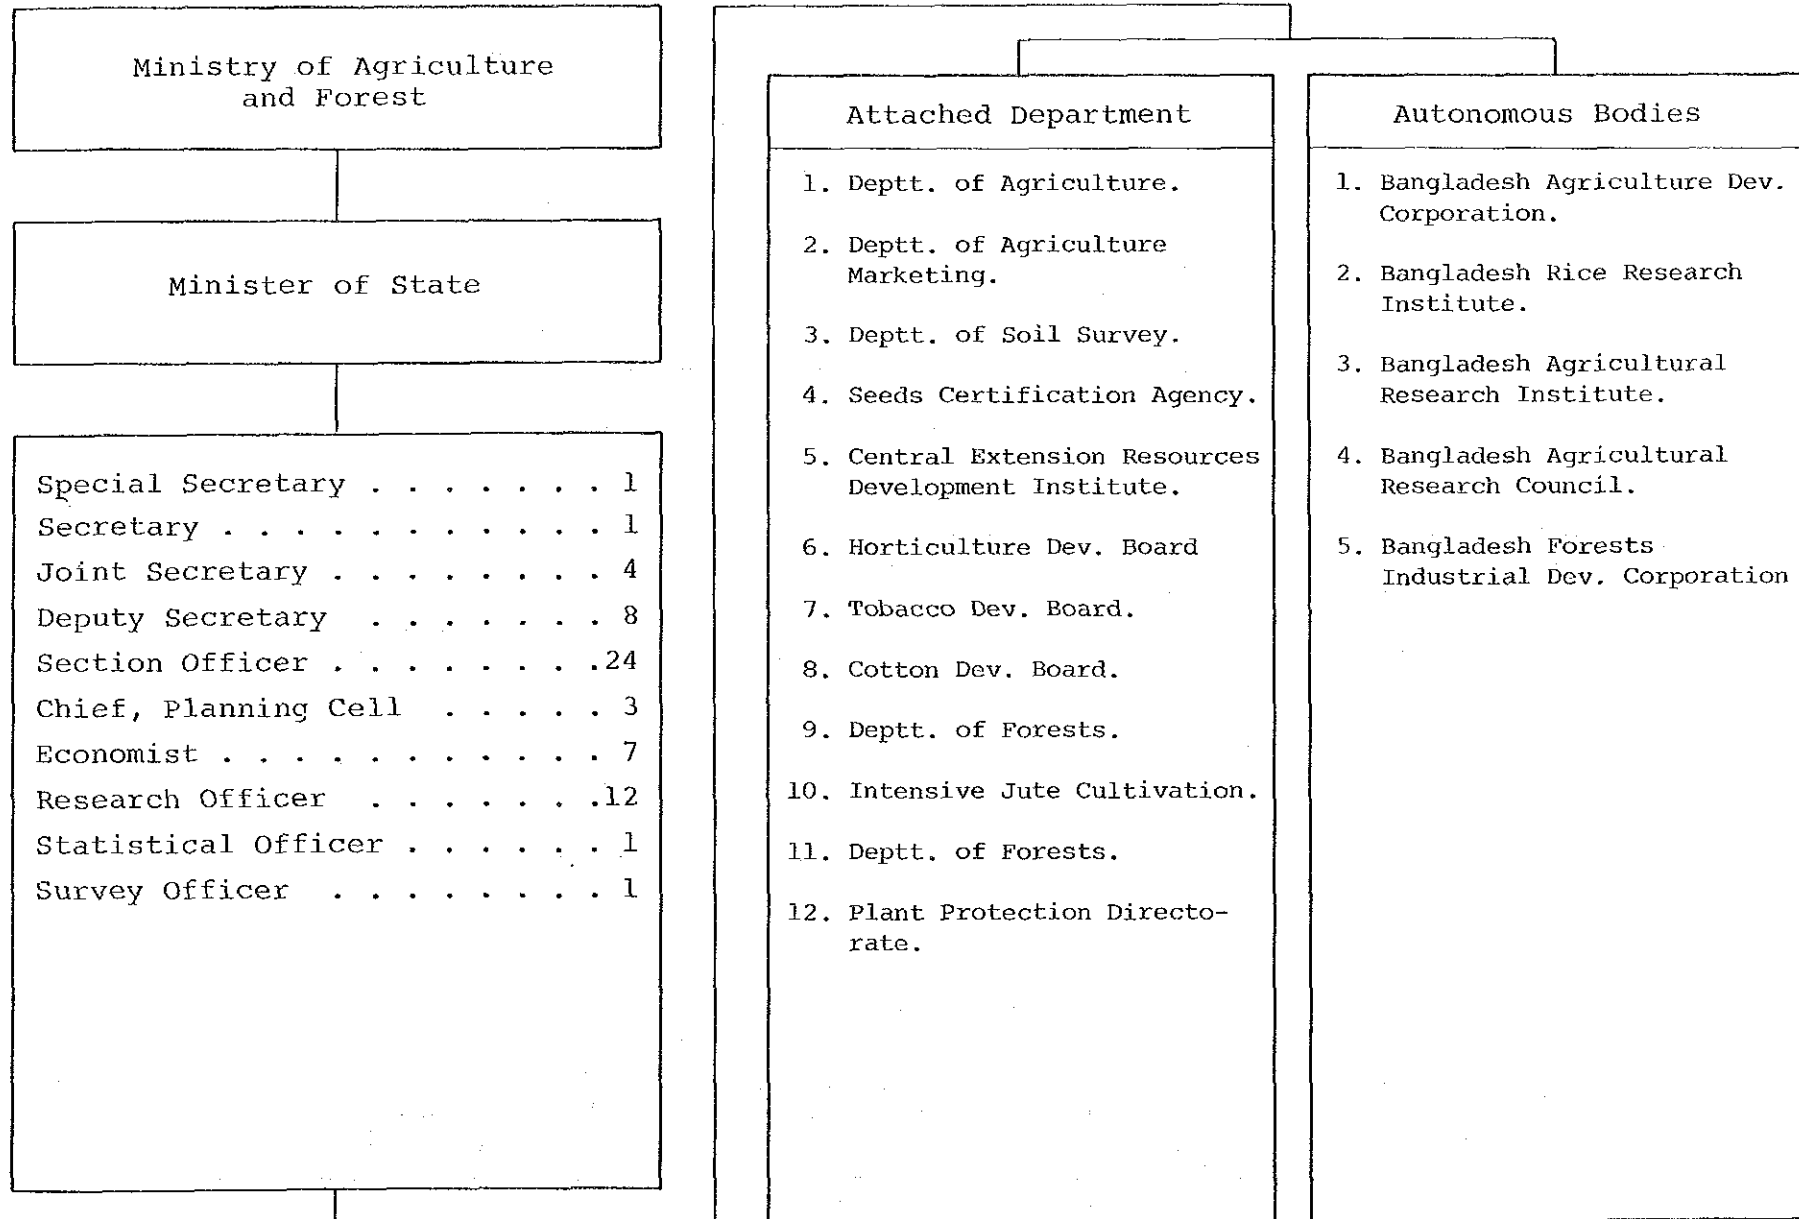 Ministry of Agriculture
and Forest
Minister of State
Special Secretary . . . . . . . 1
Secretary . . . . . . . . . . . 1
Joint Secretary . . . . . . . . 4
Deputy Secretary . . . . . . . 8
Section Officer . . . . . . . .24
Chief, Planning Cell . . . . . 3
Economist . . . . . . . . . . . 7
Research Officer . . . . . . .12
Statistical Officer . . . . . . 1
Survey Officer . . . . . . . . 1
Attached Department
1. Deptt. of Agriculture.
2. Deptt. of Agriculture
Marketing.
3. Deptt. of Soil Survey.
4. Seeds Certification Agency.
5. Central Extension Resources
Development Institute.
6. Horticulture Dev. Board
7. Tobacco Dev. Board.
8. Cotton Dev. Board.
9. Deptt. of Forests.
10. Intensive Jute Cultivation.
11. Deptt. of Forests.
12. Plant Protection Directo-
rate.
Autonomous Bodies
1. Bangladesh Agriculture Dev.
Corporation.
2. Bangladesh Rice Research
Institute.
3. Bangladesh Agricultural
Research Institute.
4. Bangladesh Agricultural
Research Council.
5. Bangladesh Forests
Industrial Dev. Corporation